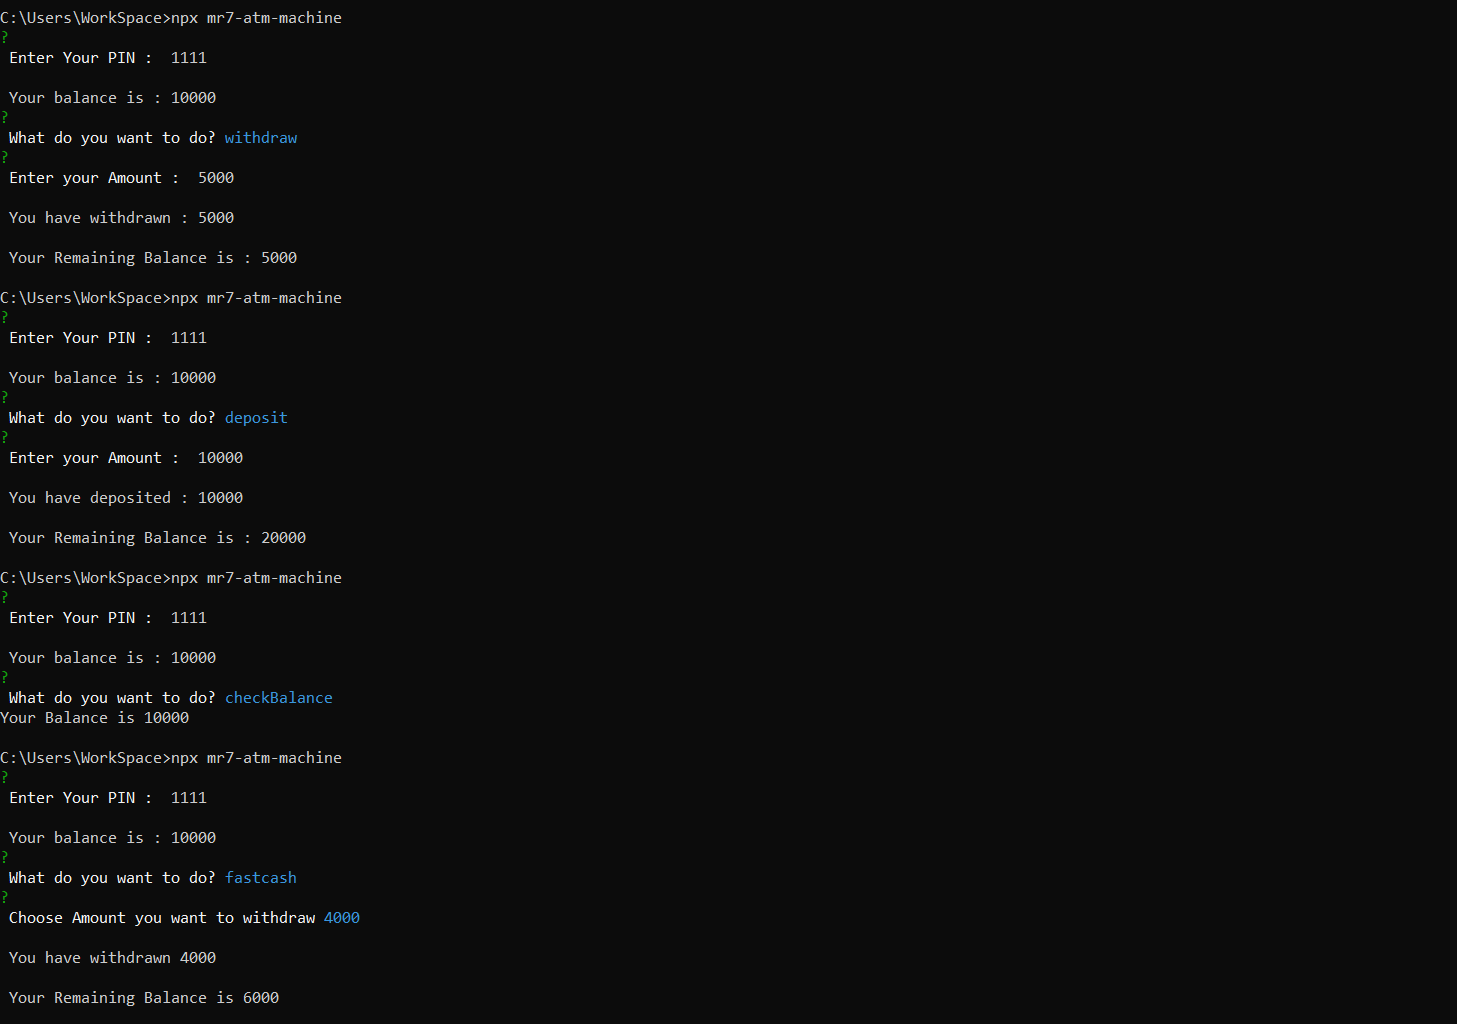 C:\Users\WorkSpace>npx mr7-atm-machine
?
Enter Your PIN :  1111
Your balance is : 10000
?
What do you want to do? withdraw
?
Enter your Amount :  5000
You have withdrawn : 5000
Your Remaining Balance is : 5000
C:\Users\WorkSpace>npx mr7-atm-machine
?
Enter Your PIN :  1111
Your balance is : 10000
?
What do you want to do? deposit
?
Enter your Amount :  10000
You have deposited : 10000
Your Remaining Balance is : 20000
C:\Users\WorkSpace>npx mr7-atm-machine
?
Enter Your PIN :  1111
Your balance is : 10000
?
What do you want to do? checkBalance
Your Balance is 10000
C:\Users\WorkSpace>npx mr7-atm-machine
?
Enter Your PIN :  1111
Your balance is : 10000
?
What do you want to do? fastcash
?
Choose Amount you want to withdraw 4000
You have withdrawn 4000
Your Remaining Balance is 6000